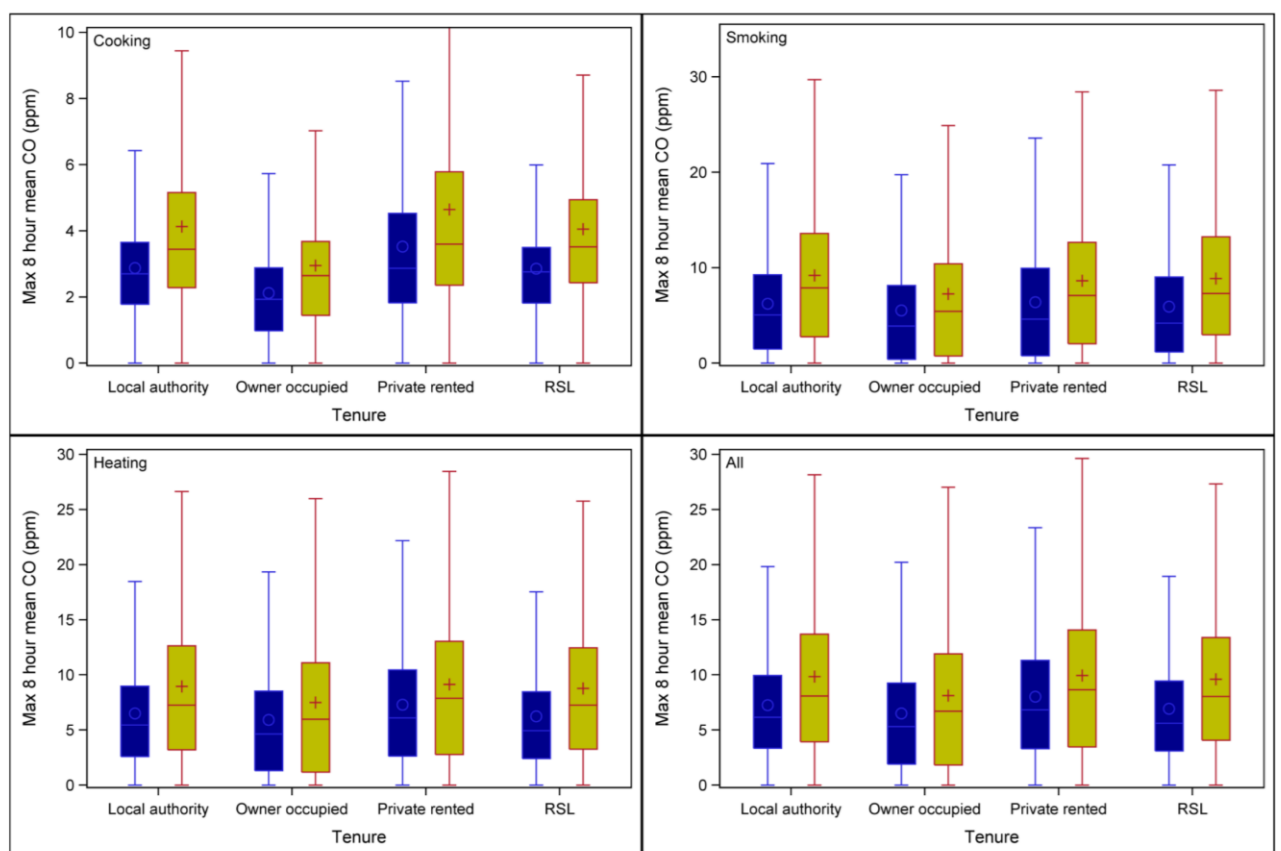 Cooking
Max 8 hour mean CO (ppm)
10
8
6
4
2
0
Local authority Owner occupied Private rented RSL
Tenure
Smoking
Max 8 hour mean CO (ppm)
30
20
10
0
Local authority Owner occupied Private rented RSL
Tenure
Heating
Max 8 hour mean CO (ppm)
30
25
20
15
10
5
0
Local authority Owner occupied Private rented RSL
Tenure
All
Max 8 hour mean CO (ppm)
30
25
20
15
10
5
0
Local authority Owner occupied Private rented RSL
Tenure